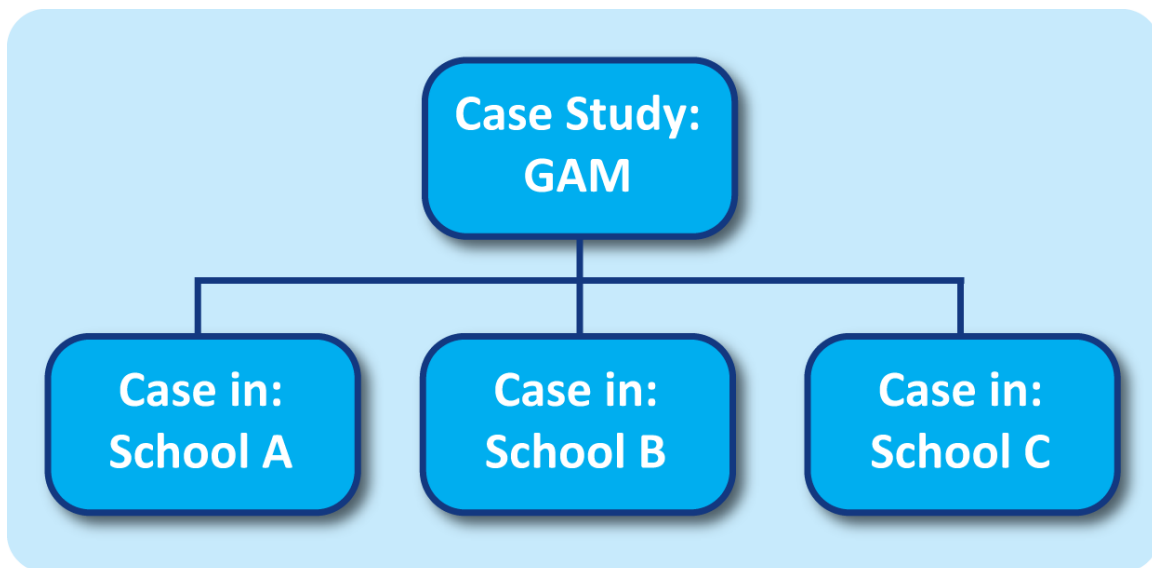 Case Study:
GAM
Case in:
School A
Case in:
School B
Case in:
School C